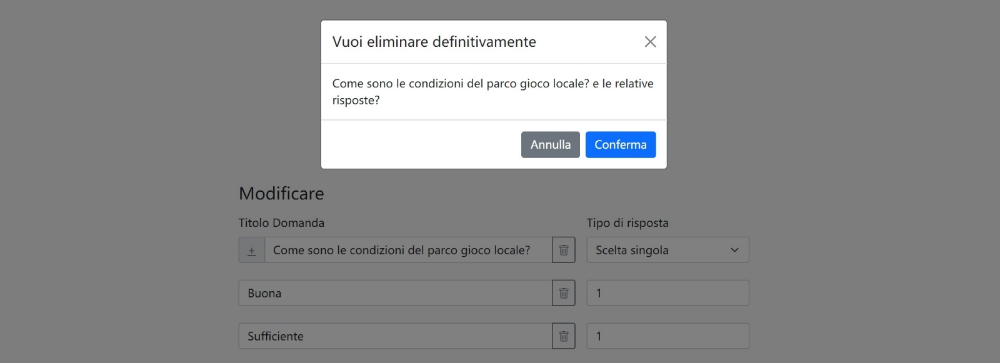 Vuoi eliminare definitivamente
Come sono le condizioni del parco gioco locale? e le relative
risposte?
Annulla Conferma
Modificare
Titolo Domanda Tipo di risposta
± Come sono le condizioni del parco gioco locale? Scelta singola
Buona 1
Sufficiente 1